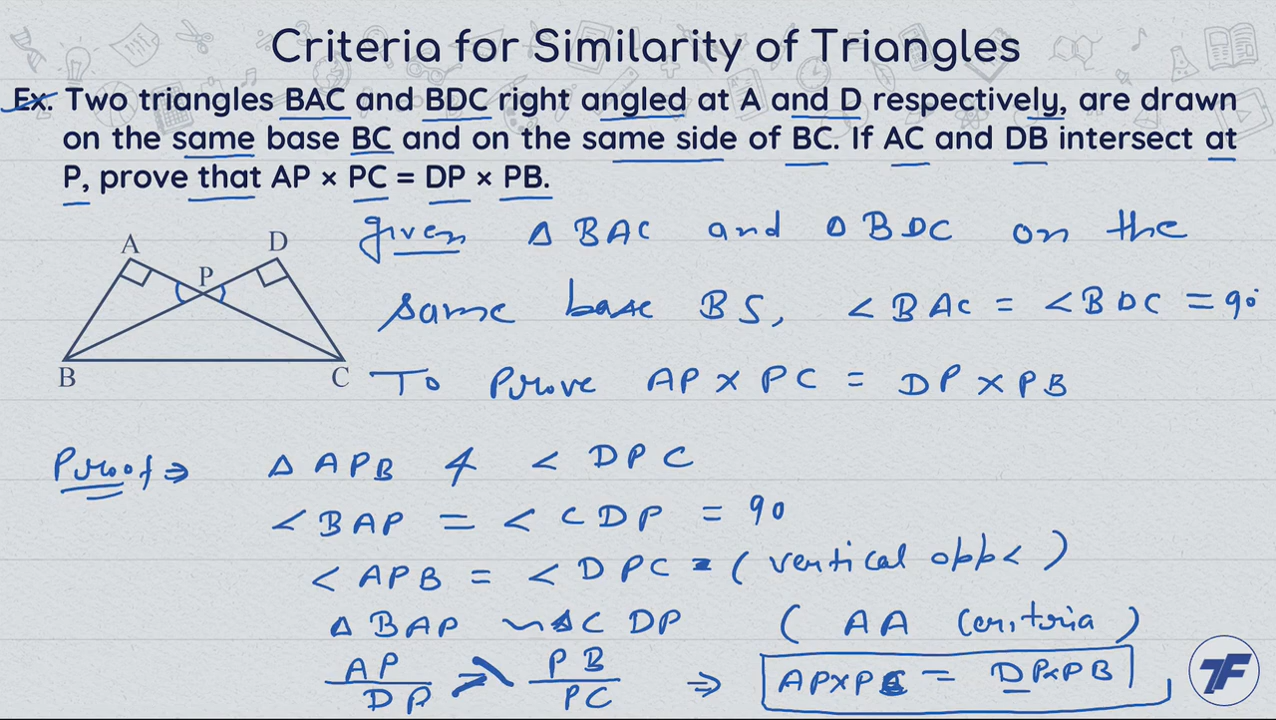 Criteria for Similarity of Triangles
Ex. Two triangles BAC and BDC right angled at A and D respectively, are drawn
on the same base BC and on the same side of BC. If AC and DB intersect at
P, prove that AP × PC = DP × PB.
A D P B C
given Δ BAC and Δ BDC on the
same base BS, ∠BAC = ∠BDC = 90°
To Prove AP × PC = DP × PB
Proof ⇒ Δ APB & < DPC
<BAP = <CDP = 90
<APB = <DPC = (vertical opp <)
Δ BAP ~ Δ CDP (AA Criteria)
AP/DP = PB/PC ⇒ AP×PC = DP×PB
7F